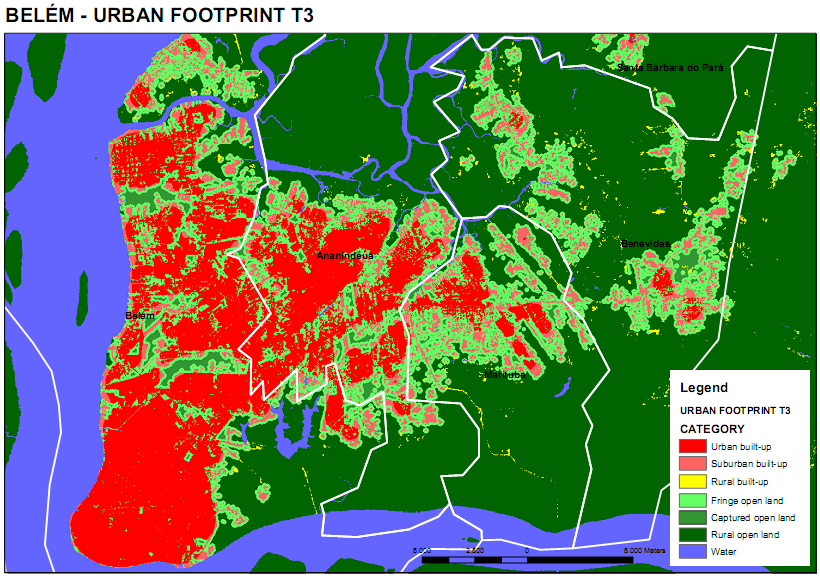 BELÉM - URBAN FOOTPRINT T3
Santa Bárbara do Pará
Benevides
Ananindeua
Belém
Marituba
Legend
URBAN FOOTPRINT T3
CATEGORY
Urban built-up
Suburban built-up
Rural built-up
Fringe open land
Captured open land
Rural open land
Water
5.000 2.500 0 5.000 Meters